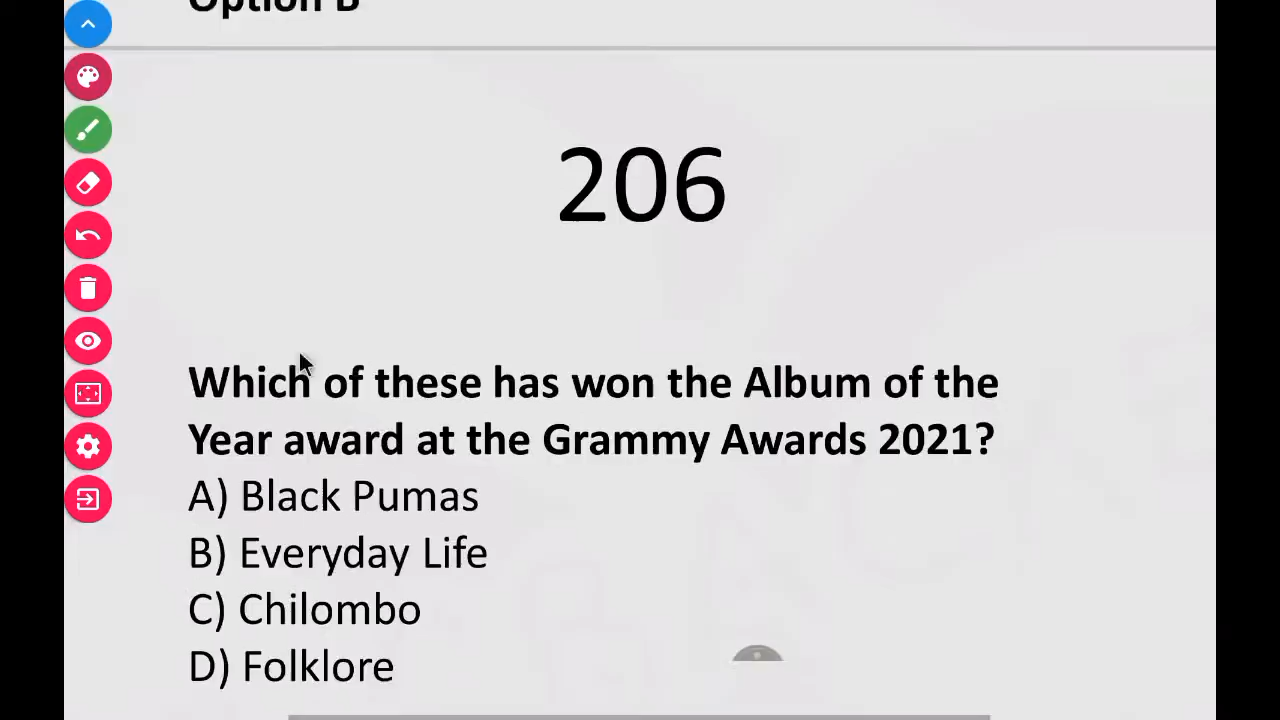 Option B
206
Which of these has won the Album of the
Year award at the Grammy Awards 2021?
A) Black Pumas
B) Everyday Life
C) Chilombo
D) Folklore